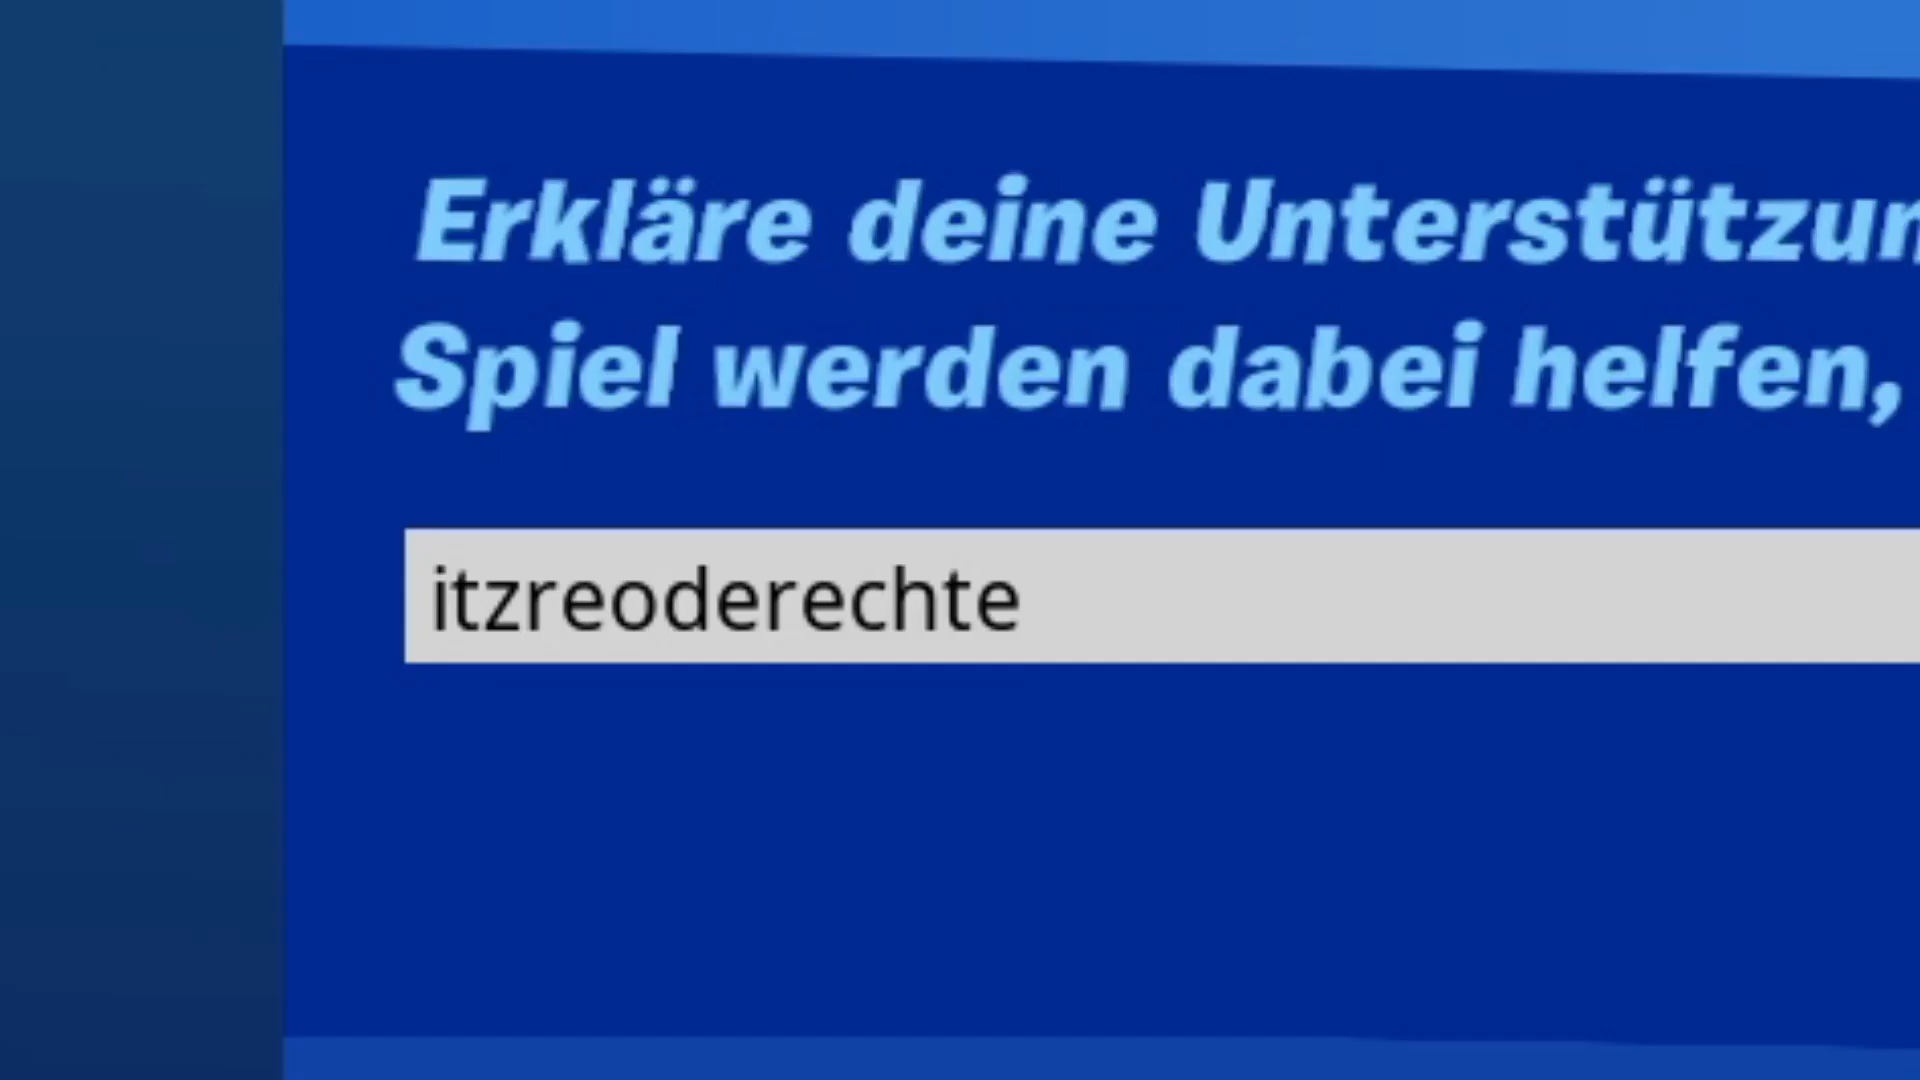 Erkläre deine Unterstützun
Spiel werden dabei helfen,
itzreoderechte